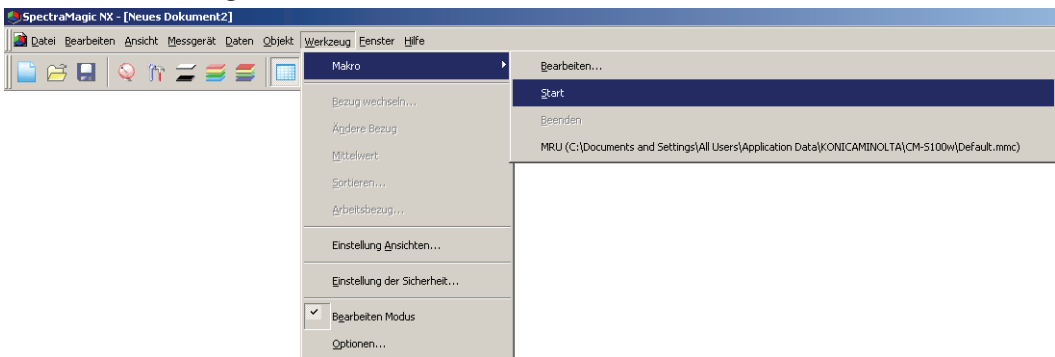 SpectraMagic NX - [Neues Dokument2]
Datei Bearbeiten Ansicht Messgerät Daten Objekt Werkzeug Fenster Hilfe
Makro
Bearbeiten...
Start
Beenden
MRU (C:\Documents and Settings\All Users\Application Data\KONICAMINOLTA\CM-S100w\Default.mmc)
Bezug wechseln...
Ändere Bezug
Mittelwert
Sortieren...
Arbeitsbezug...
Einstellung Ansichten...
Einstellung der Sicherheit...
Bearbeiten Modus
Optionen...